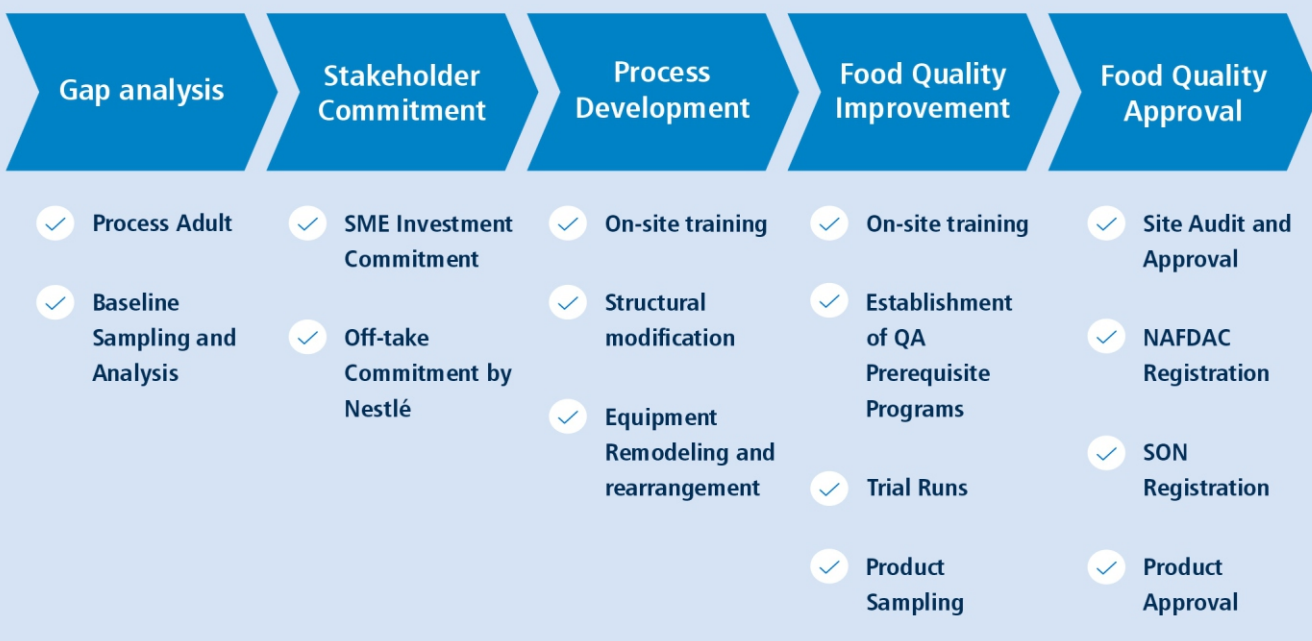 Gap analysis
Stakeholder
Commitment
Process
Development
Food Quality
Improvement
Food Quality
Approval
Process Adult
Baseline
Sampling and
Analysis
SME Investment
Commitment
Off-take
Commitment by
Nestlé
On-site training
Structural
modification
Equipment
Remodeling and
rearrangement
On-site training
Establishment
of QA
Prerequisite
Programs
Trial Runs
Product
Sampling
Site Audit and
Approval
NAFDAC
Registration
SON
Registration
Product
Approval